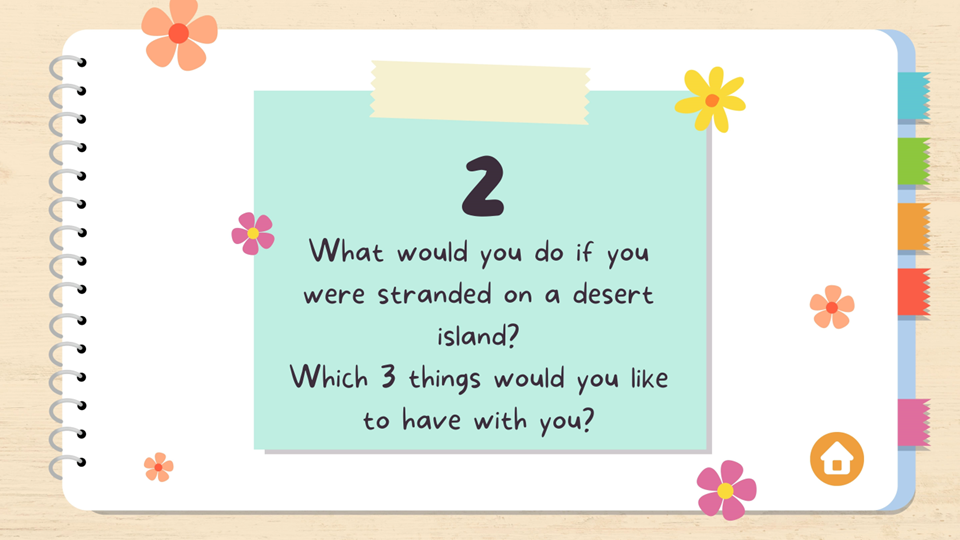 2
What would you do if you
were stranded on a desert
island?
Which 3 things would you like
to have with you?